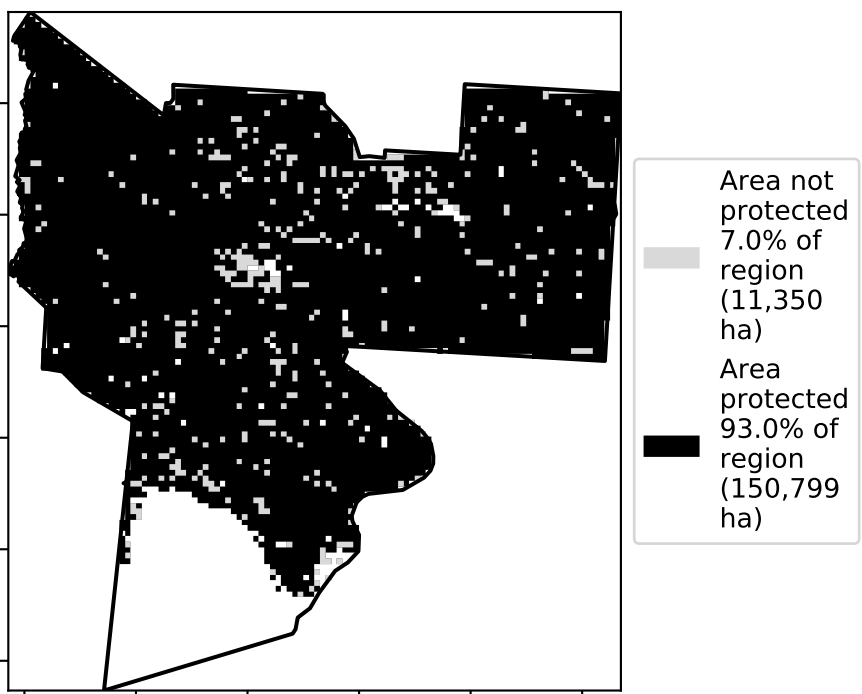 Area not
protected
7.0% of
region
(11,350
ha)
Area
protected
93.0% of
region
(150,799
ha)